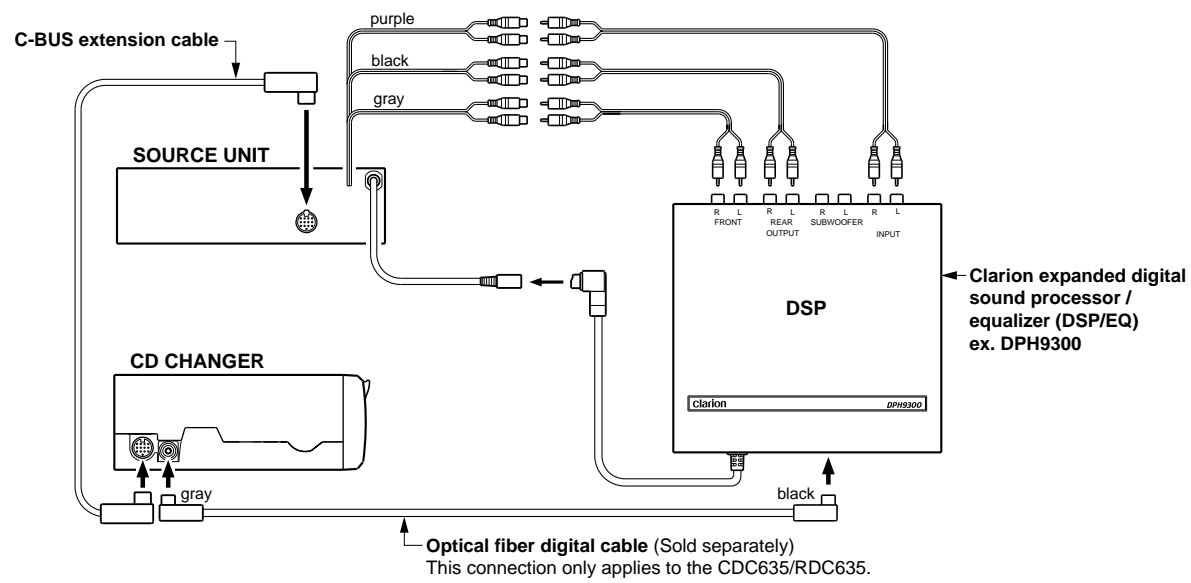 purple
C-BUS extension cable
black
gray
SOURCE UNIT
R L R L R L R L
FRONT REAR SUBWOOFER
OUTPUT INPUT
Clarion expanded digital
sound processor /
equalizer (DSP/EQ)
ex. DPH9300
DSP
CD CHANGER
clarion DPH9300
gray
black
Optical fiber digital cable (Sold separately)
This connection only applies to the CDC635/RDC635.